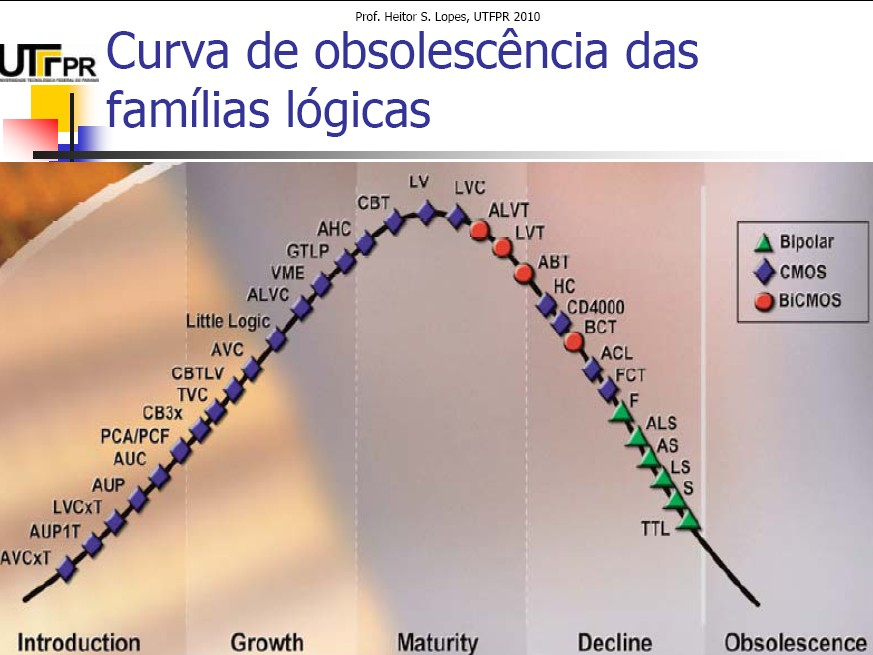 Prof. Heitor S. Lopes, UTFPR 2010
UTFPR
Curva de obsolescência das
famílias lógicas
LV
LVC
CBT
ALVT
AHC
LVT
GTLP
ABT
VME
HC
ALVC
CD4000
Little Logic
BCT
AVC
ACL
CBTLV
FCT
TVC
F
CB3x
ALS
PCA/PCF
AS
AUC
LS
AUP
S
LVCxT
TTL
AUP1T
AVCxT
Bipolar
CMOS
BiCMOS
Introduction
Growth
Maturity
Decline
Obsolescence